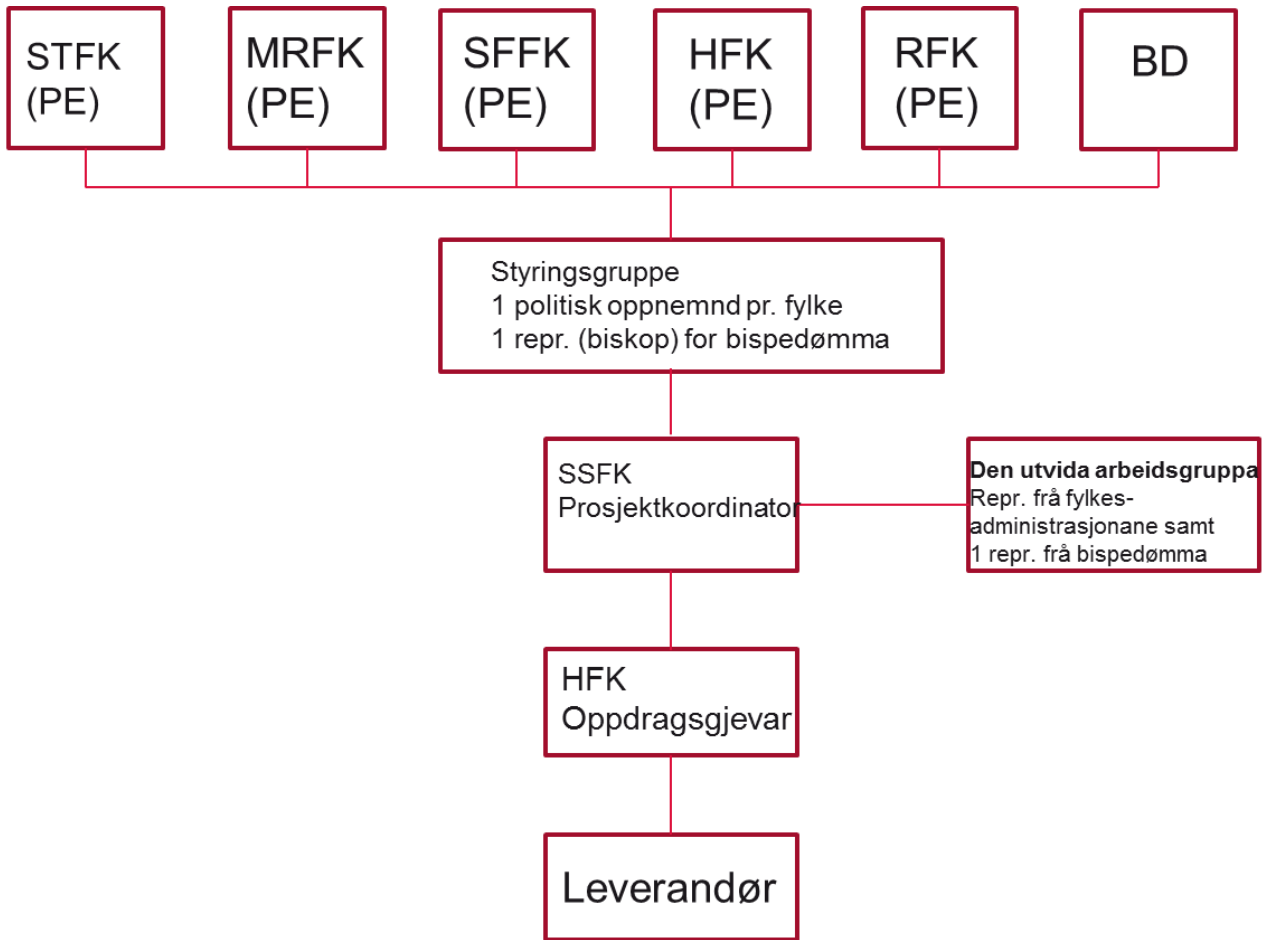 STFK
(PE)
MRFK
(PE)
SFFK
(PE)
HFK
(PE)
RFK
(PE)
BD
Styringsgruppe
1 politisk oppnemnd pr. fylke
1 repr. (biskop) for bispedømma
SSFK
Prosjektkoordinator
Den utvida arbeidsgruppa
Repr. frå fylkes-
administrasjonane samt
1 repr. frå bispedømma
HFK
Oppdragsgjevar
Leverandør